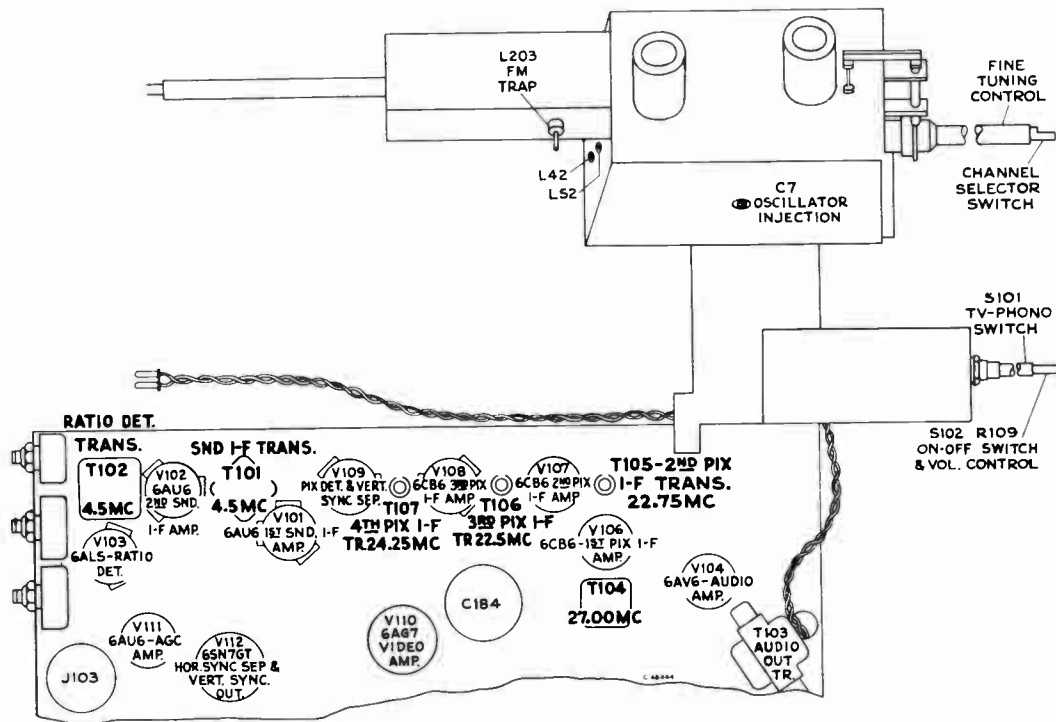 L203
FM
TRAP
FINE
TUNING
CONTROL
L42
L52
C7
OSCILLATOR
INJECTION
CHANNEL
SELECTOR
SWITCH
S101
TV-PHONO
SWITCH
S102 R109
ON-OFF SWITCH
& VOL. CONTROL
RATIO DET.
TRANS.
T102
4.5MC
V102
6AU6
2ND SND.
I-F AMP.
SND I-F TRANS.
T101
4.5MC
V101
6AU6 1ST SND. I-F
AMP.
V109
PIX DET. & VERT.
SYNC SEP.
T107
4TH PIX I-F
TR.24.25MC
V108
6CB6 3RD PIX
I-F AMP.
T106
3RD PIX I-F
TR 22.5MC
V107
6CB6 2ND PIX
I-F AMP.
T105-2ND PIX
I-F TRANS.
22.75MC
V106
6CB6-1ST PIX I-F
AMP.
V103
6AL5-RATIO
DET.
T104
27.00MC
V104
6AV6-AUDIO
AMP.
C184
V111
6AU6-AGC
AMP.
V112
6SN7GT
HOR.SYNC SEP &
VERT. SYNC.
OUT.
V110
6AG7
VIDEO
AMP.
T103
AUDIO
OUT
TR.
J103